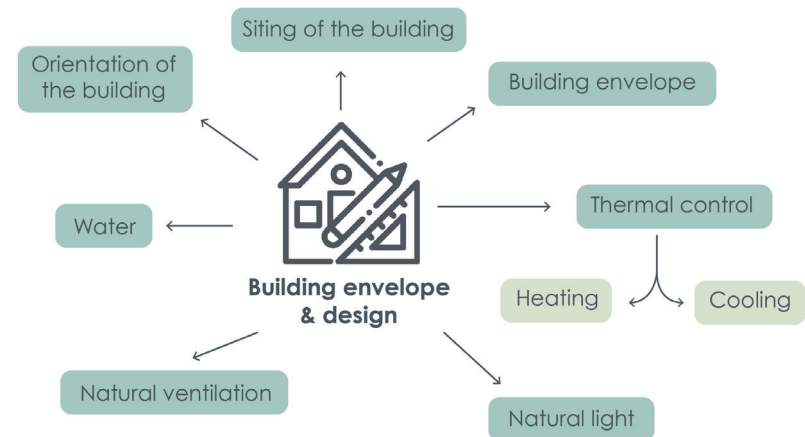 Siting of the building
Orientation of
the building
Building envelope
Water
Thermal control
Building envelope
& design
Heating
Cooling
Natural ventilation
Natural light